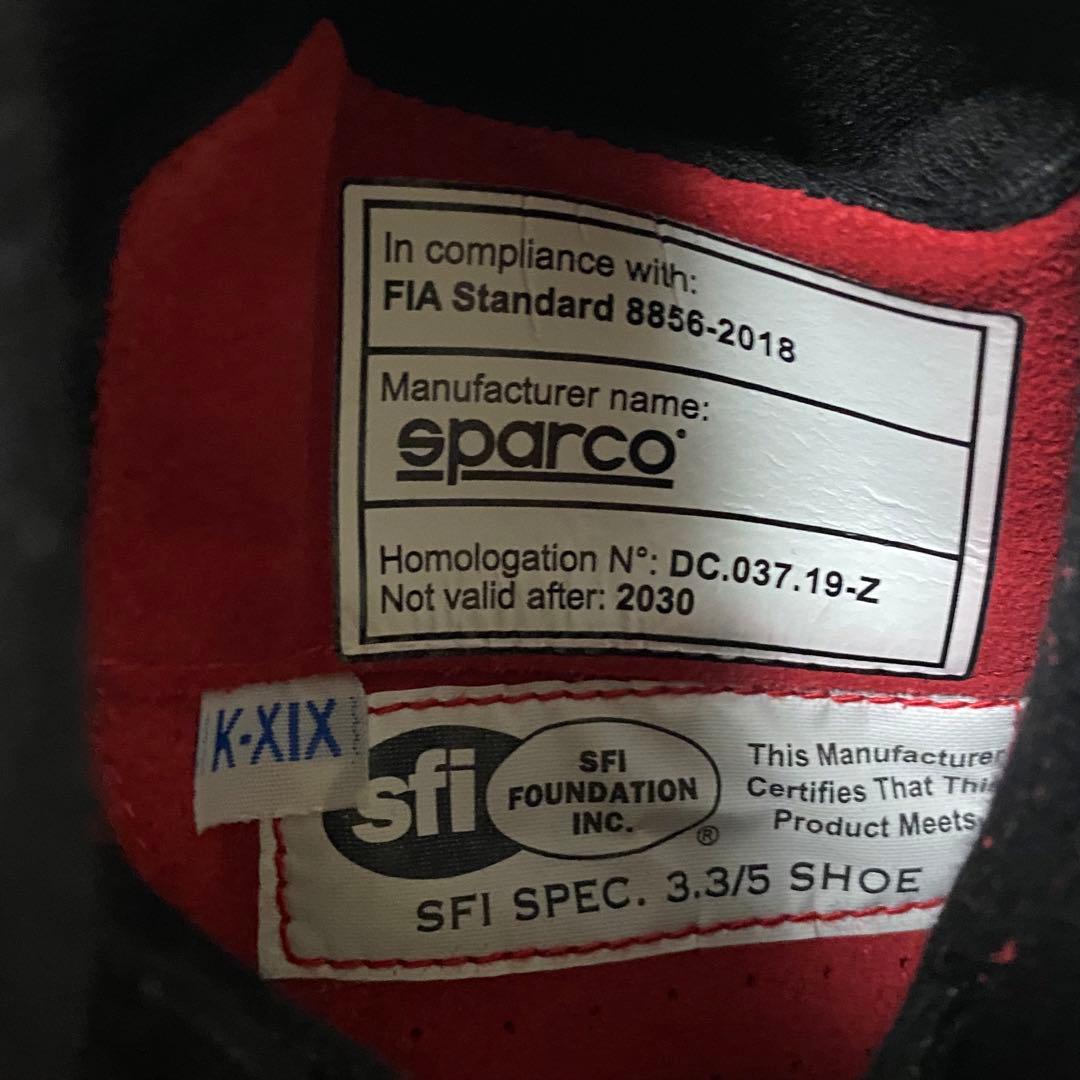 In compliance with:
FIA Standard 8856-2018
Manufacturer name:
sparco
Homologation N°: DC.037.19-Z
Not valid after: 2030
K-XIX
sfi
SFI
FOUNDATION
INC.
®
This Manufacturer
Certifies That This
Product Meets
SFI SPEC. 3.3/5 SHOE